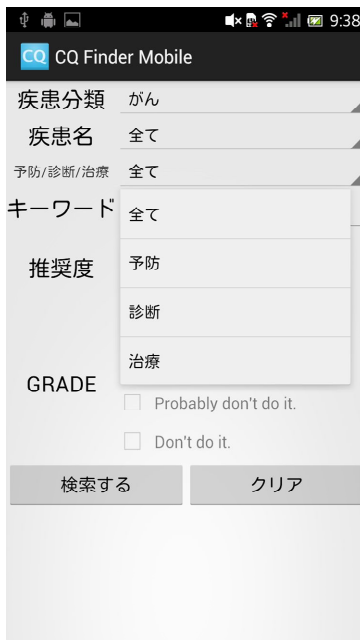 9:38
CQ CQ Finder Mobile
疾患分類 がん
疾患名 全て
予防/診断/治療 全て
キーワード
全て
予防
推奨度
診断
治療
GRADE
Probably don't do it.
Don't do it.
検索する クリア